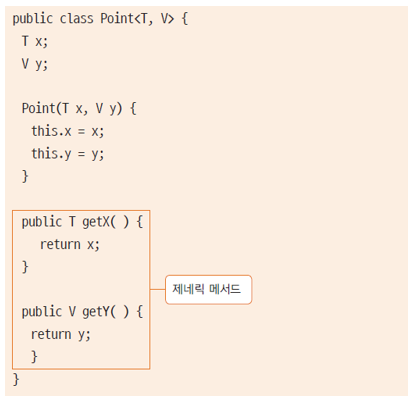 public class Point<T, V> {
T x;
V y;
Point(T x, V y) {
this.x = x;
this.y = y;
}
public T getX( ) {
return x;
}
제네릭 메서드
public V getY( ) {
return y;
}
}